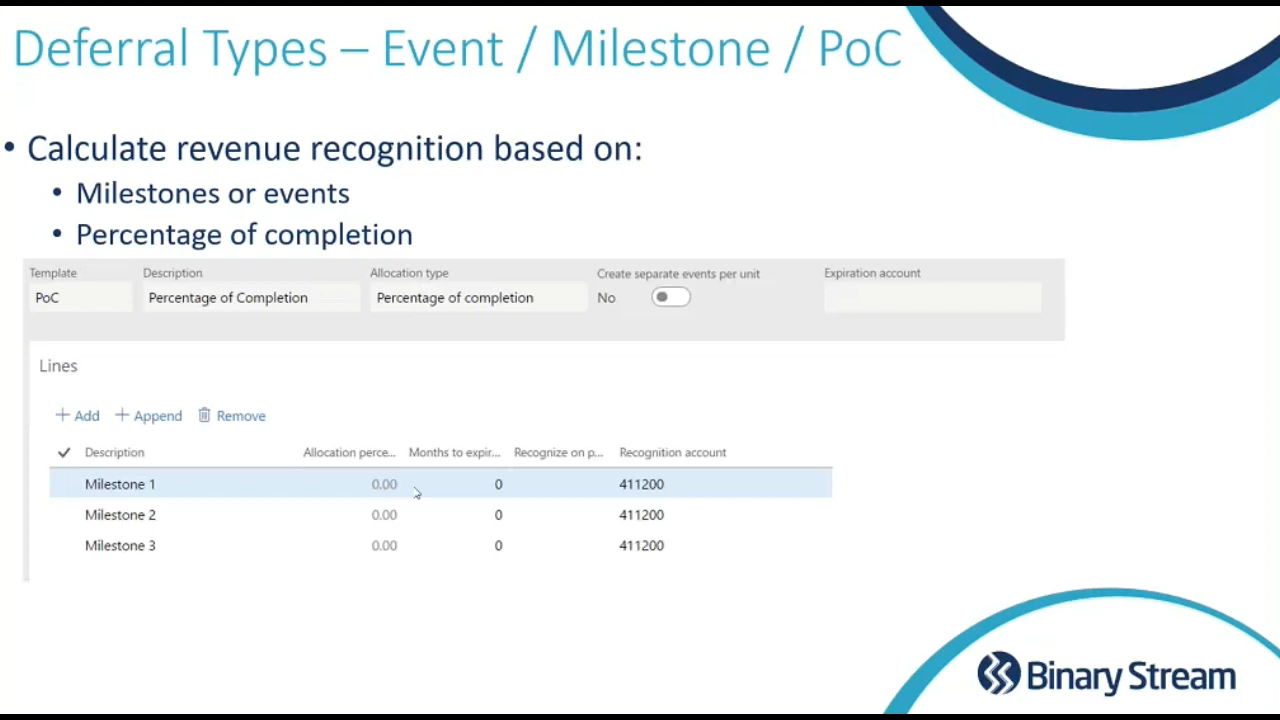 Deferral Types – Event / Milestone / PoC
• Calculate revenue recognition based on:
• Milestones or events
• Percentage of completion
Template Description Allocation type Create separate events per unit Expiration account
PoC Percentage of Completion Percentage of completion No
Lines
+ Add + Append Remove
✓ Description Allocation perce... Months to expir... Recognize on p... Recognition account
Milestone 1 0.00 0 411200
Milestone 2 0.00 0 411200
Milestone 3 0.00 0 411200
Binary Stream